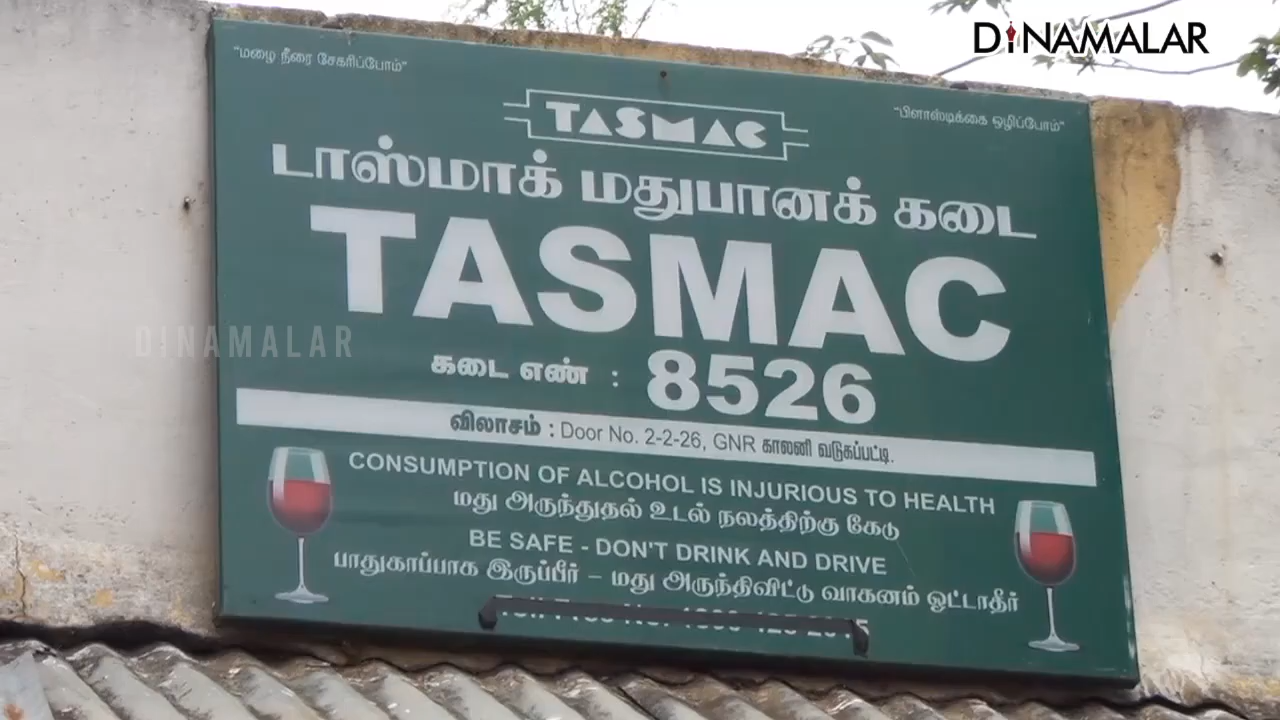 DINAMALAR
"மழை நீரை சேகரிப்போம்"
"பிளாஸ்டிக்கை ஒழிப்போம்"
TASMAC
டாஸ்மாக் மதுபானக் கடை
TASMAC
கடை எண் : 8526
DINAMALAR
விலாசம் : Door No. 2-2-26, GNR காலனி வடுகப்பட்டி.
CONSUMPTION OF ALCOHOL IS INJURIOUS TO HEALTH
மது அருந்துதல் உடல் நலத்திற்கு கேடு
BE SAFE - DON'T DRINK AND DRIVE
பாதுகாப்பாக இருப்பீர் – மது அருந்திவிட்டு வாகனம் ஓட்டாதீர்